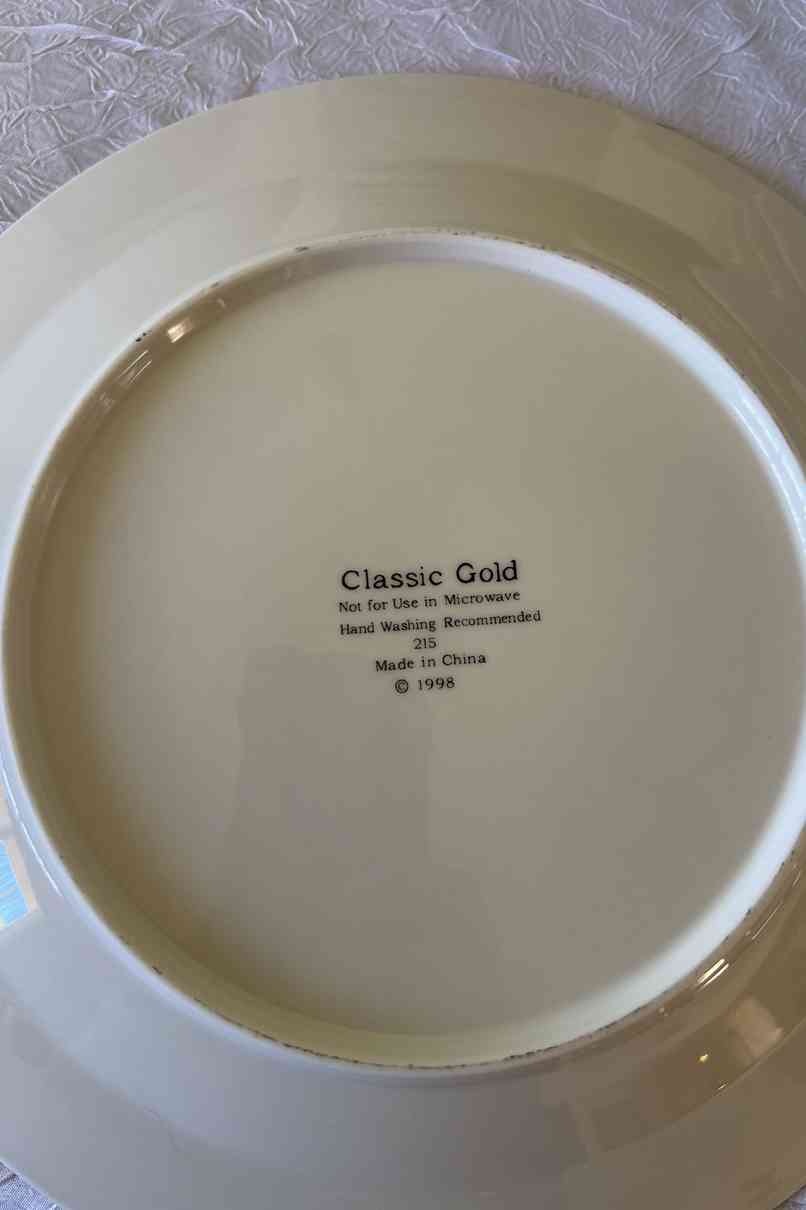 Classic Gold
Not for Use in Microwave
Hand Washing Recommended
215
Made in China
© 1998